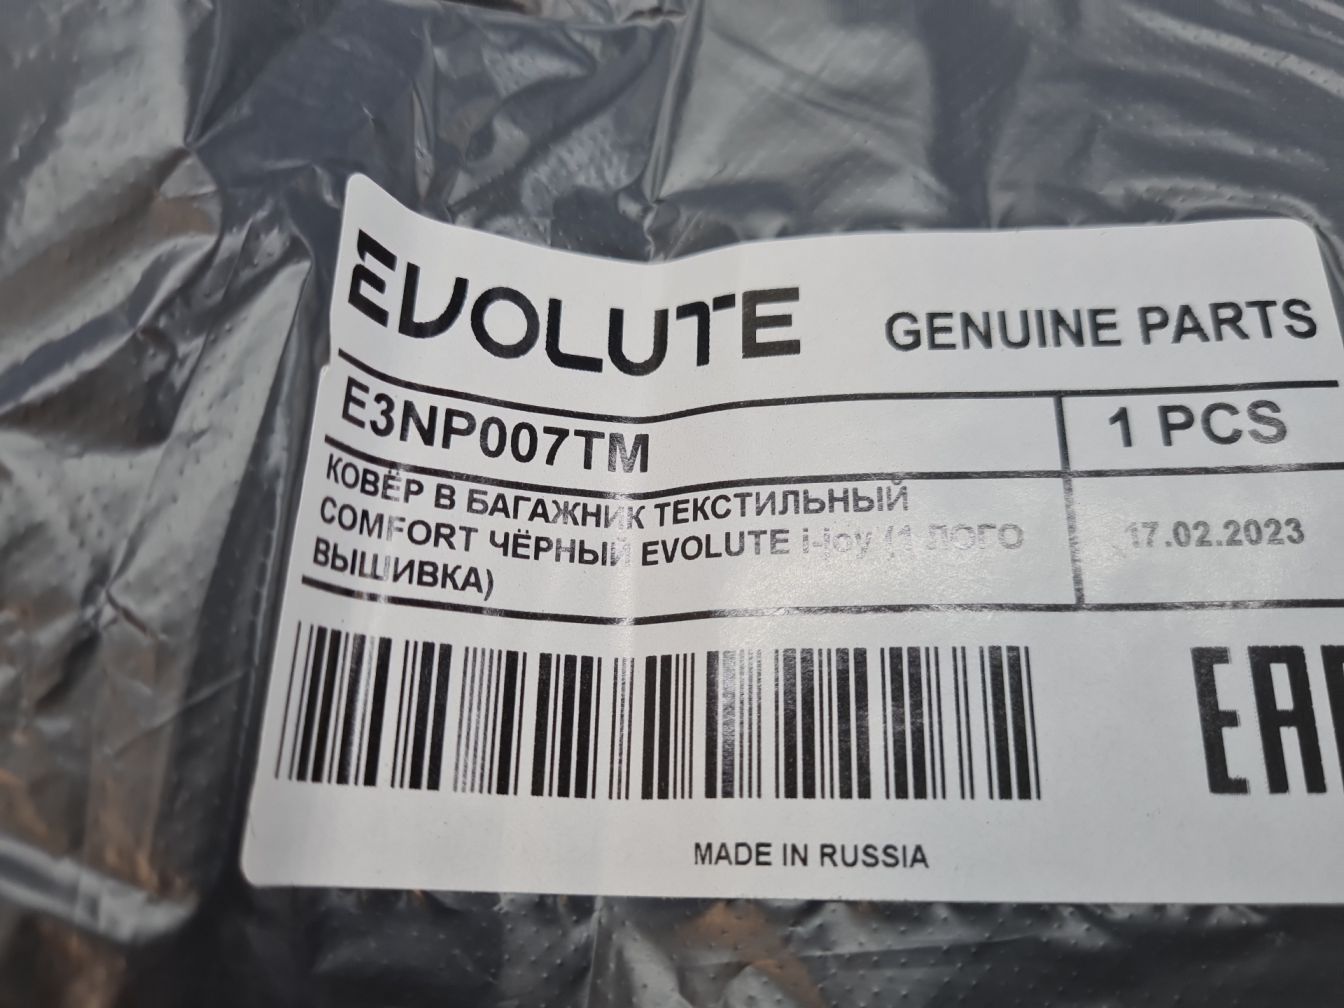 EVOLUTE GENUINE PARTS
E3NP007TM 1 PCS
КОВЁР В БАГАЖНИК ТЕКСТИЛЬНЫЙ
COMFORT ЧЁРНЫЙ EVOLUTE i-joy (1 ЛОГО
ВЫШИВКА)
17.02.2023
EAC
MADE IN RUSSIA